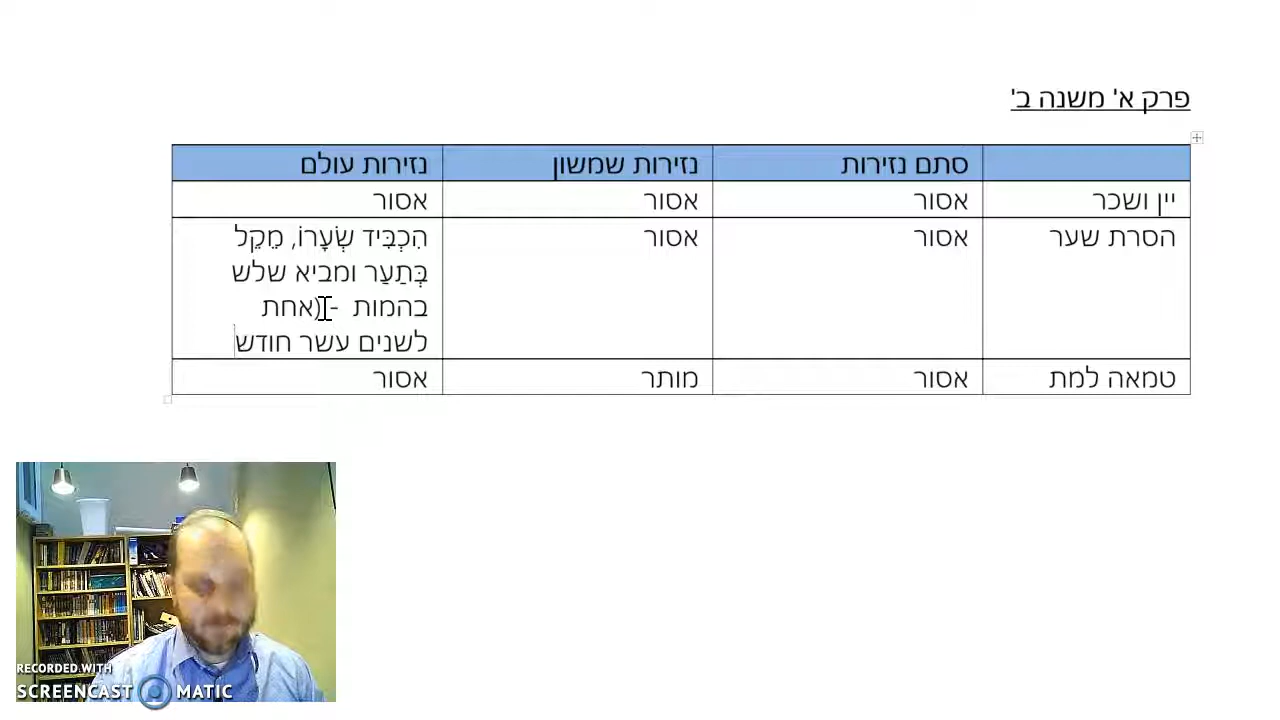 פרק א' משנה ב'
סתם נזירות נזירות שמשון נזירות עולם
יין ושכר אסור אסור אסור
הסרת שער אסור אסור הִכְבִּיד שְׂעָרוֹ, מֵקֵל
בְּתַעַר ומביא שלש
בהמות - (אחת
לשנים עשר חודש
טמאה למת אסור מותר אסור
RECORDED WITH
SCREENCAST MATIC